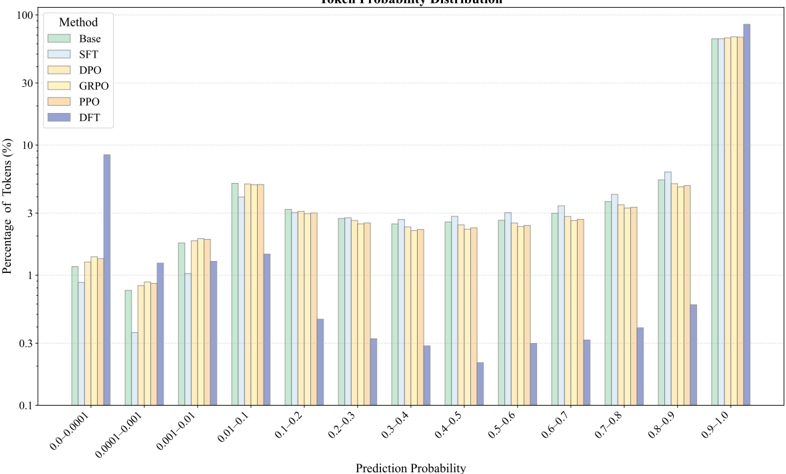 Token Probability Distribution
100
30
10
3
1
0.3
0.1
Percentage of Tokens (%)
Method
Base
SFT
DPO
GRPO
PPO
DFT
0.0–0.0001
0.0001–0.001
0.001–0.01
0.01–0.1
0.1–0.2
0.2–0.3
0.3–0.4
0.4–0.5
0.5–0.6
0.6–0.7
0.7–0.8
0.8–0.9
0.9–1.0
Prediction Probability